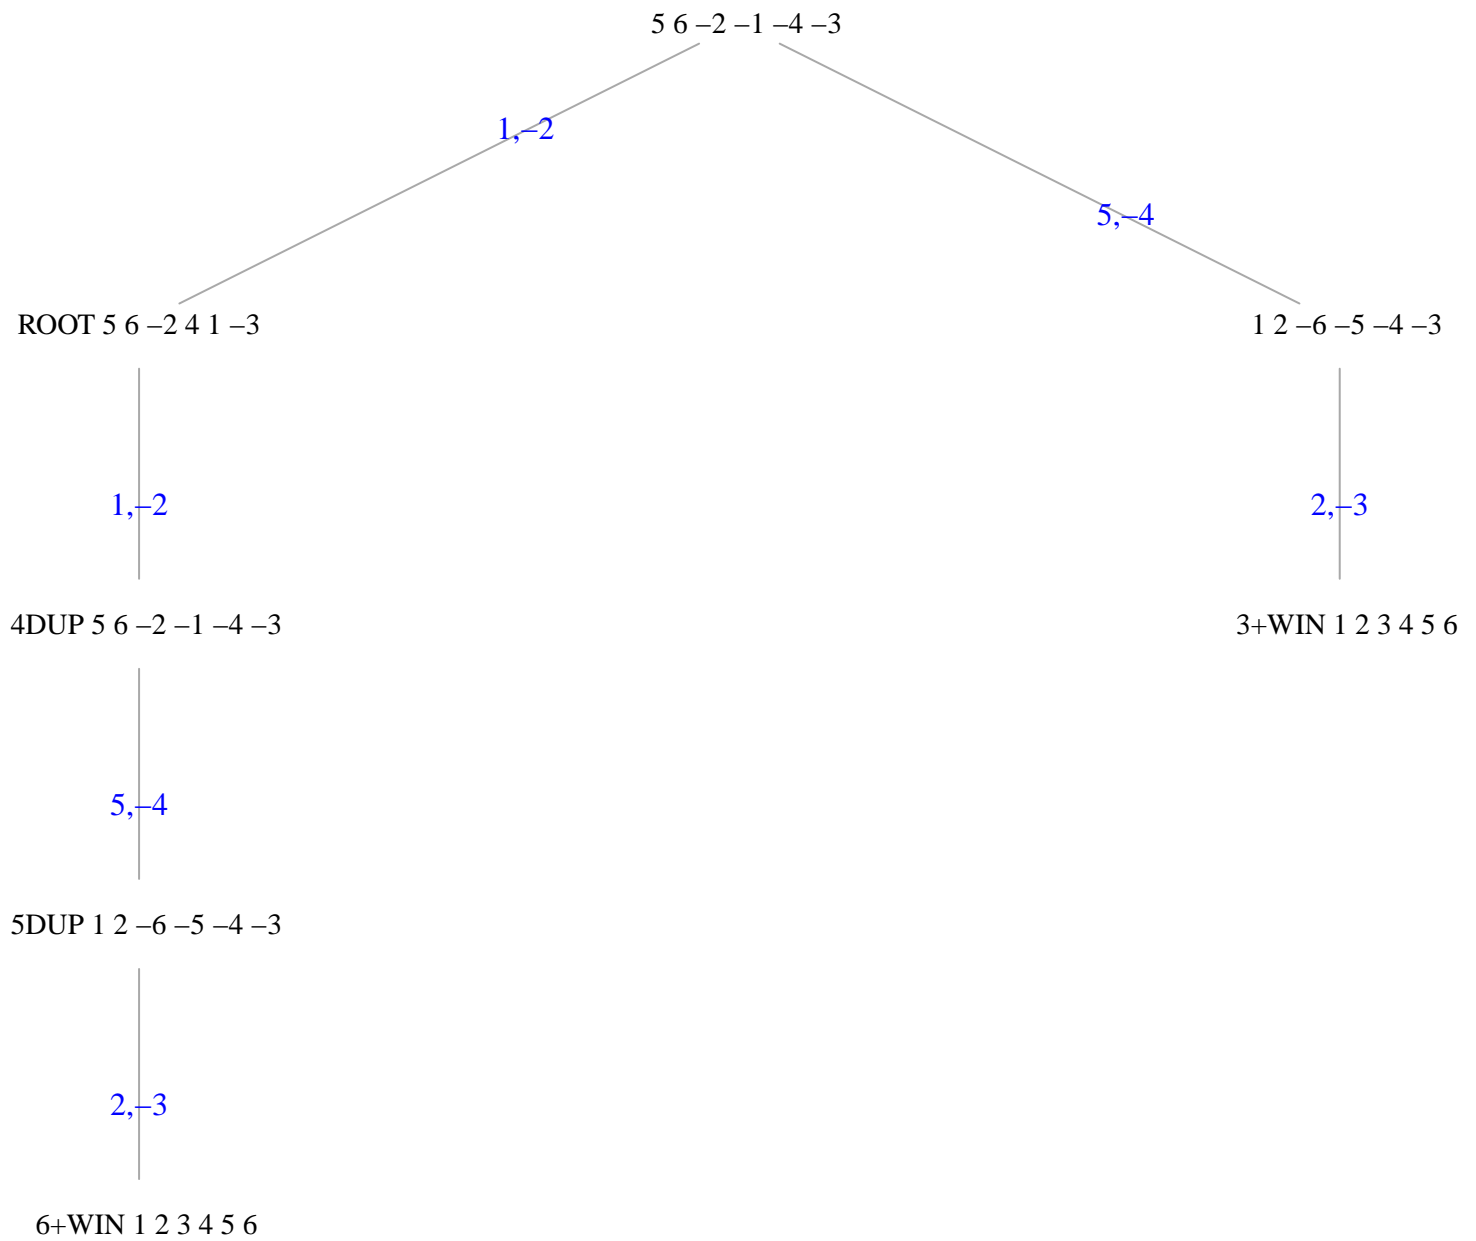 5 6 –2 –1 –4 –3
1,–2
5,–4
ROOT 5 6 –2 4 1 –3
1 2 –6 –5 –4 –3
1,–2
2,–3
4DUP 5 6 –2 –1 –4 –3
3+WIN 1 2 3 4 5 6
5,–4
5DUP 1 2 –6 –5 –4 –3
2,–3
6+WIN 1 2 3 4 5 6